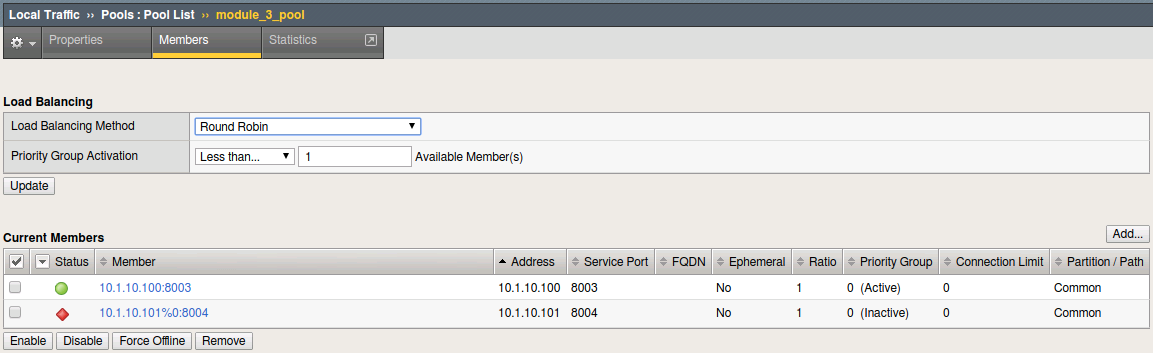 Local Traffic ›› Pools : Pool List ›› module_3_pool
Properties Members Statistics
Load Balancing
Load Balancing Method Round Robin
Priority Group Activation Less than... 1 Available Member(s)
Update
Add...
Current Members
Status Member Address Service Port FQDN Ephemeral Ratio Priority Group Connection Limit Partition / Path
10.1.10.100:8003 10.1.10.100 8003 No 1 0 (Active) 0 Common
10.1.10.101%0:8004 10.1.10.101 8004 No 1 0 (Inactive) 0 Common
Enable Disable Force Offline Remove